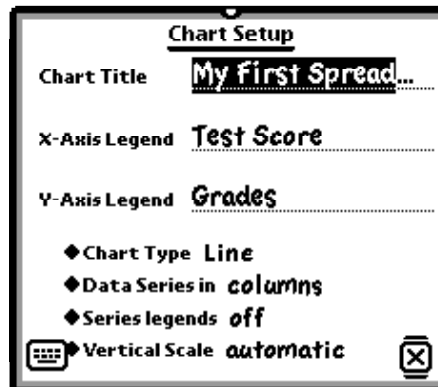 Chart Setup
Chart Title My First Spread...
X-Axis Legend Test Score
Y-Axis Legend Grades
◆Chart Type Line
◆Data Series in columns
◆Series legends off
◆Vertical Scale automatic